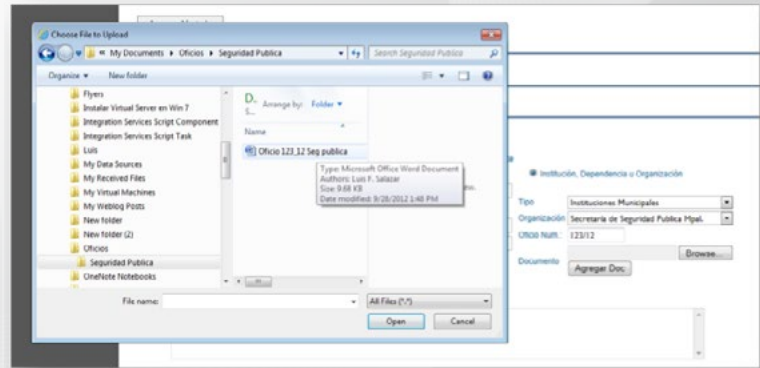 Choose File to Upload
« My Documents ▸ Oficios ▸ Seguridad Publica
Search Seguridad Publica
Organize
New folder
Flyers
Instalar Virtual Server en Win 7
Integration Services Script Component
Integration Services Script Task
Luis
My Data Sources
My Received Files
My Virtual Machines
My Weblog Posts
New folder
New folder (2)
Oficios
Seguridad Publica
OneNote Notebooks
D...
S...
Arrange by: Folder
Name
Oficio 123_12 Seg publica
Type: Microsoft Office Word Document
Authors: Luis F. Salazar
Size: 9.68 KB
Date modified: 9/28/2012 1:48 PM
File name:
All Files (*.*)
Open
Cancel
Institución, Dependencia u Organización
Tipo
Instituciones Municipales
Organización
Secretaría de Seguridad Publica Mpal.
Oficio Num.:
123/12
Browse...
Documento
Agregar Doc